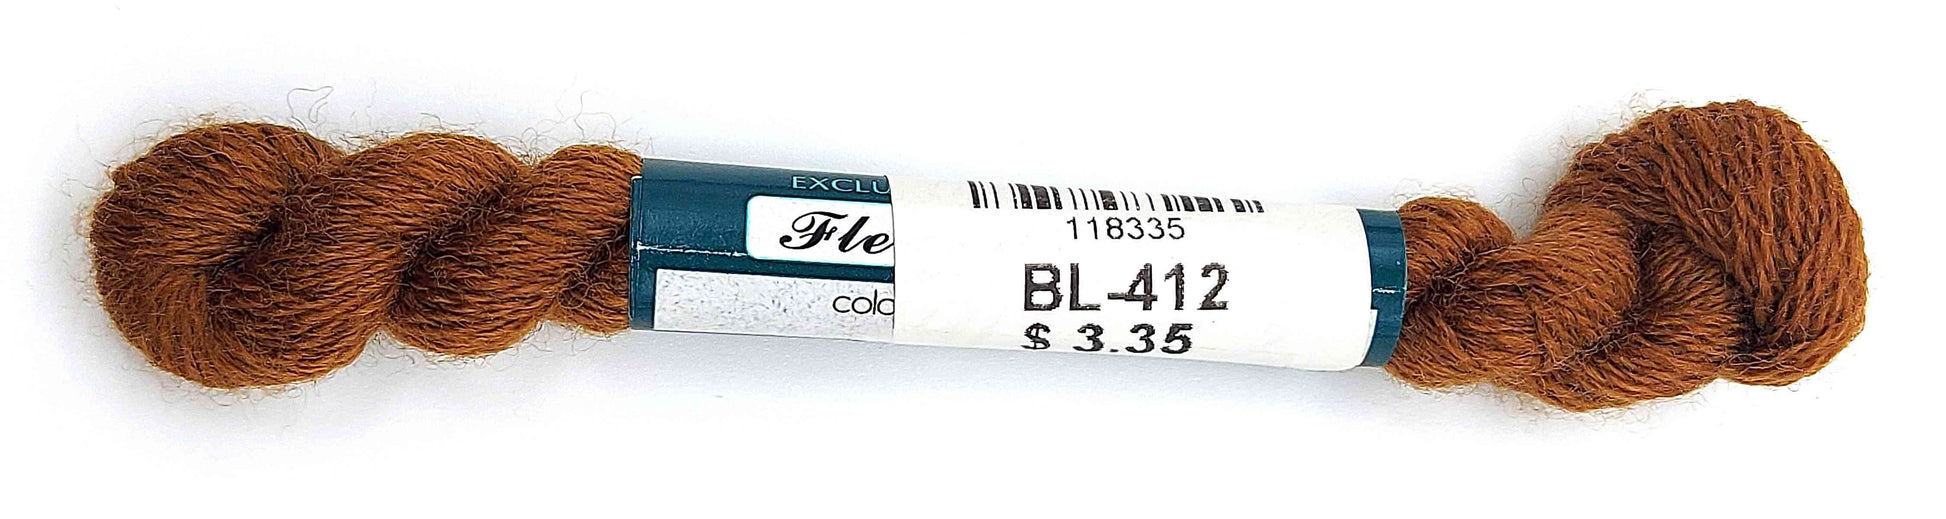 EXCLU
Fle
colo
118335
BL-412
$ 3.35